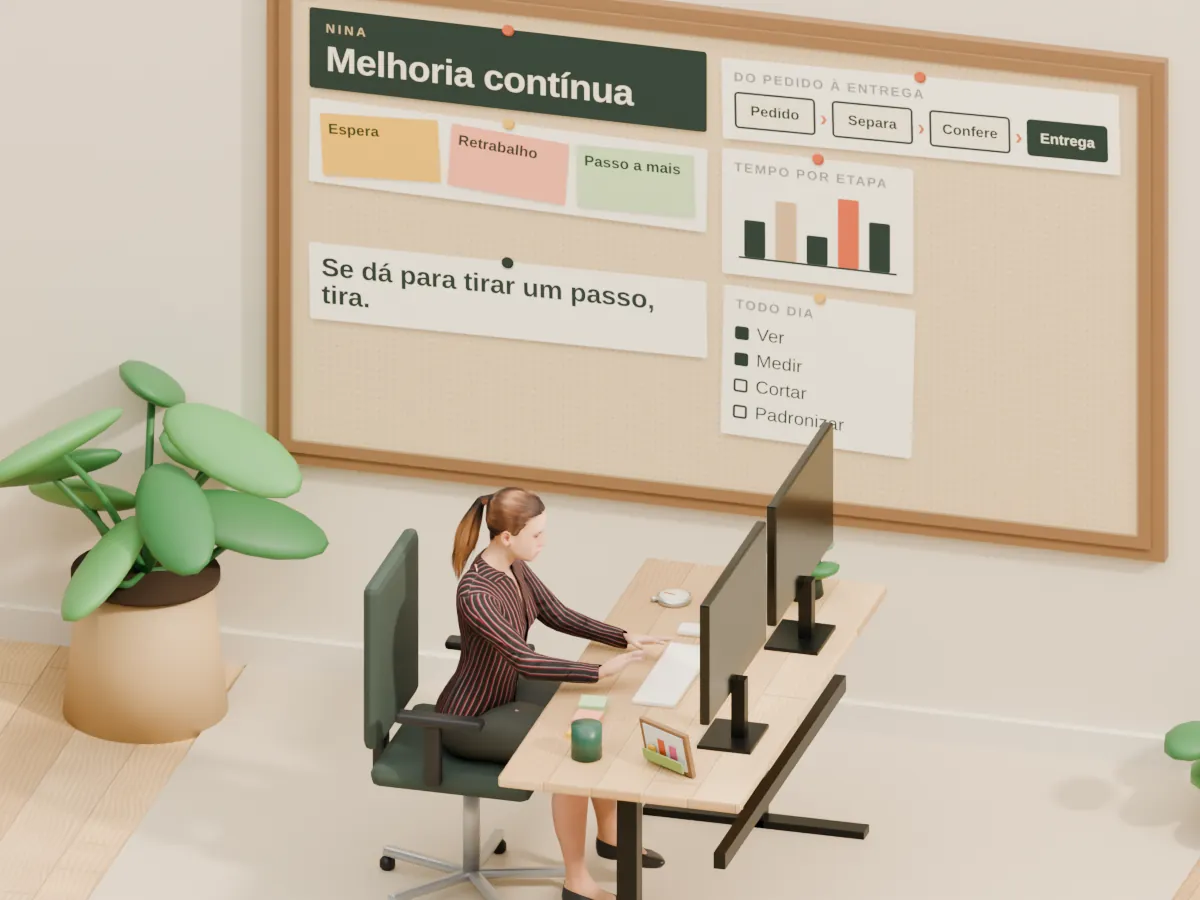 NINA
Melhoria contínua
Espera
Retrabalho
Passo a mais
Se dá para tirar um passo,
tira.
DO PEDIDO À ENTREGA
Pedido
Separa
Confere
Entrega
TEMPO POR ETAPA
TODO DIA
Ver
Medir
Cortar
Padronizar